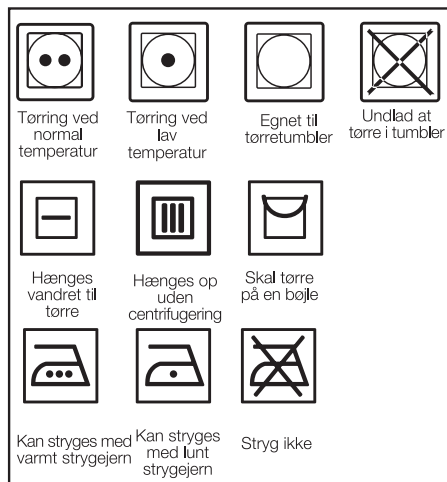 Tørring ved
normal
temperatur
Tørring ved
lav
temperatur
Egnet til
tørretumbler
Undlad at
tørre i tumbler
Hænges
vandret til
tørre
Hænges op
uden
centrifugering
Skal tørre
på en bøjle
Kan stryges med
varmt strygejern
Kan stryges
med lunt
strygejern
Stryg ikke